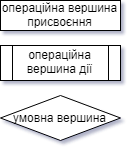 операційна вершина
присвоєння
операційна
вершина дії
умовна вершина